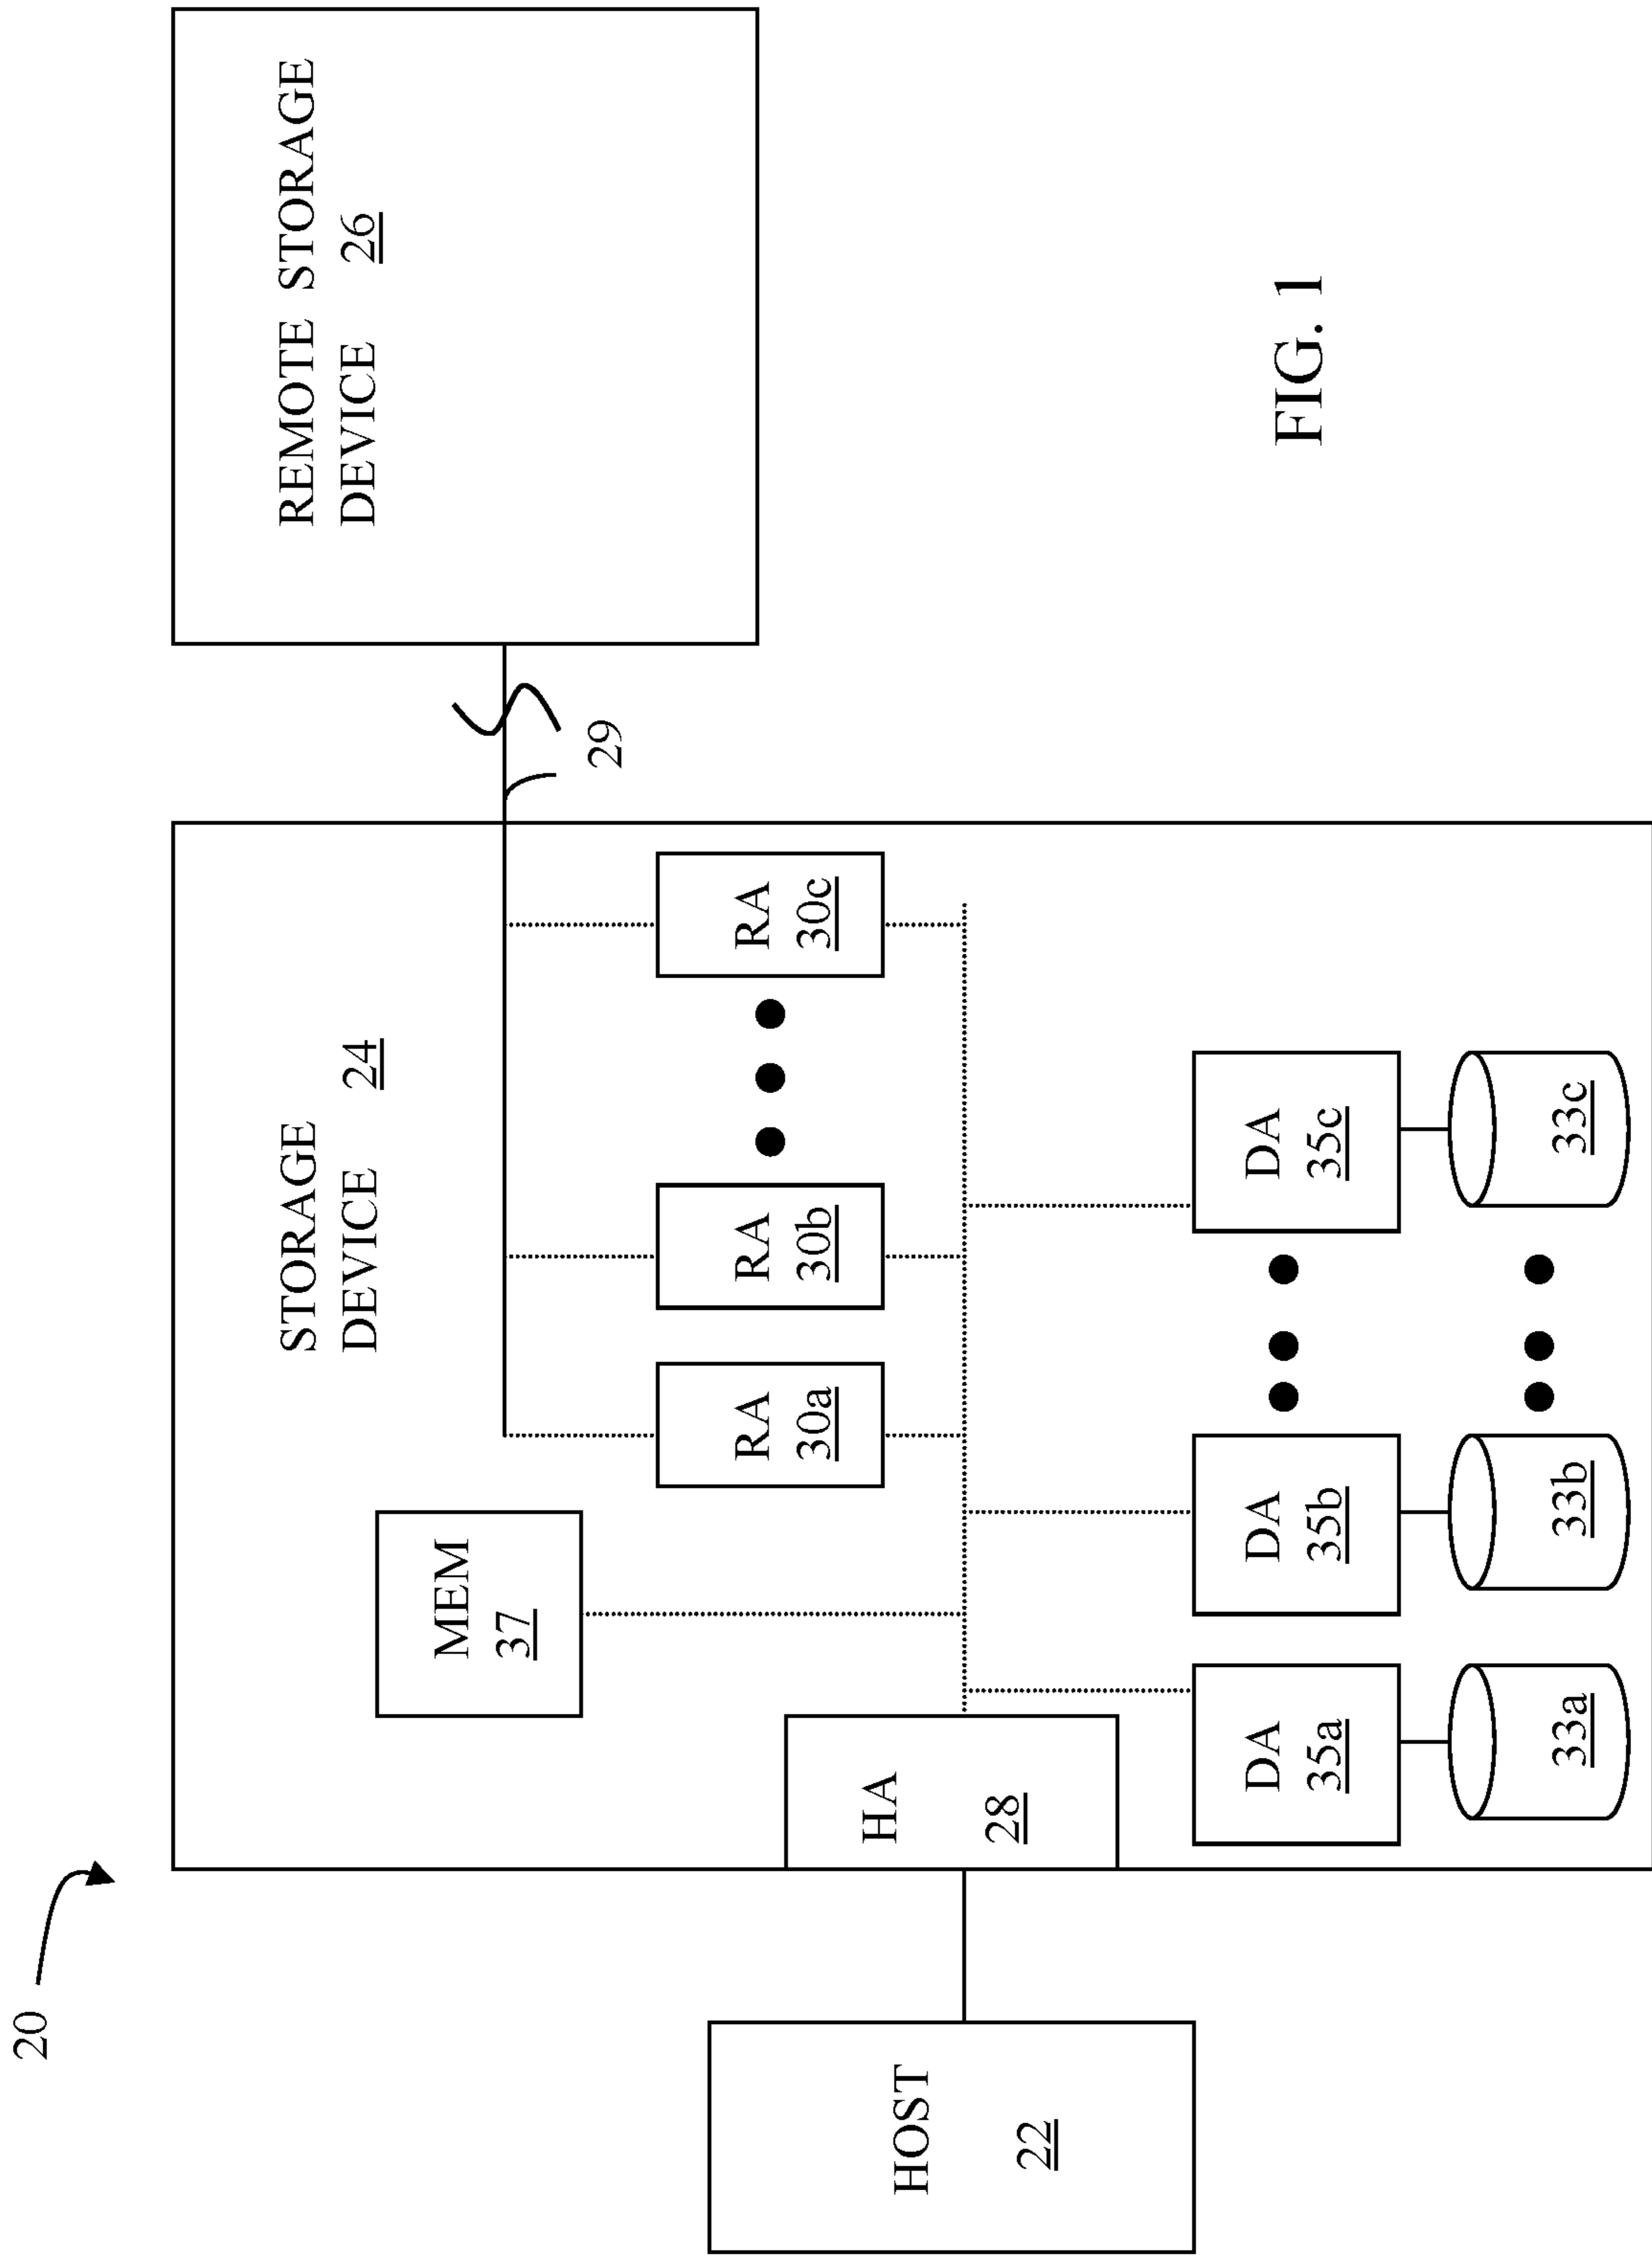 20
HOST
22
STORAGE
DEVICE 24
HA
28
MEM
37
RA
30a
RA
30b
RA
30c
DA
35a
DA
35b
DA
35c
33a
33b
33c
29
REMOTE STORAGE
DEVICE 26
FIG. 1